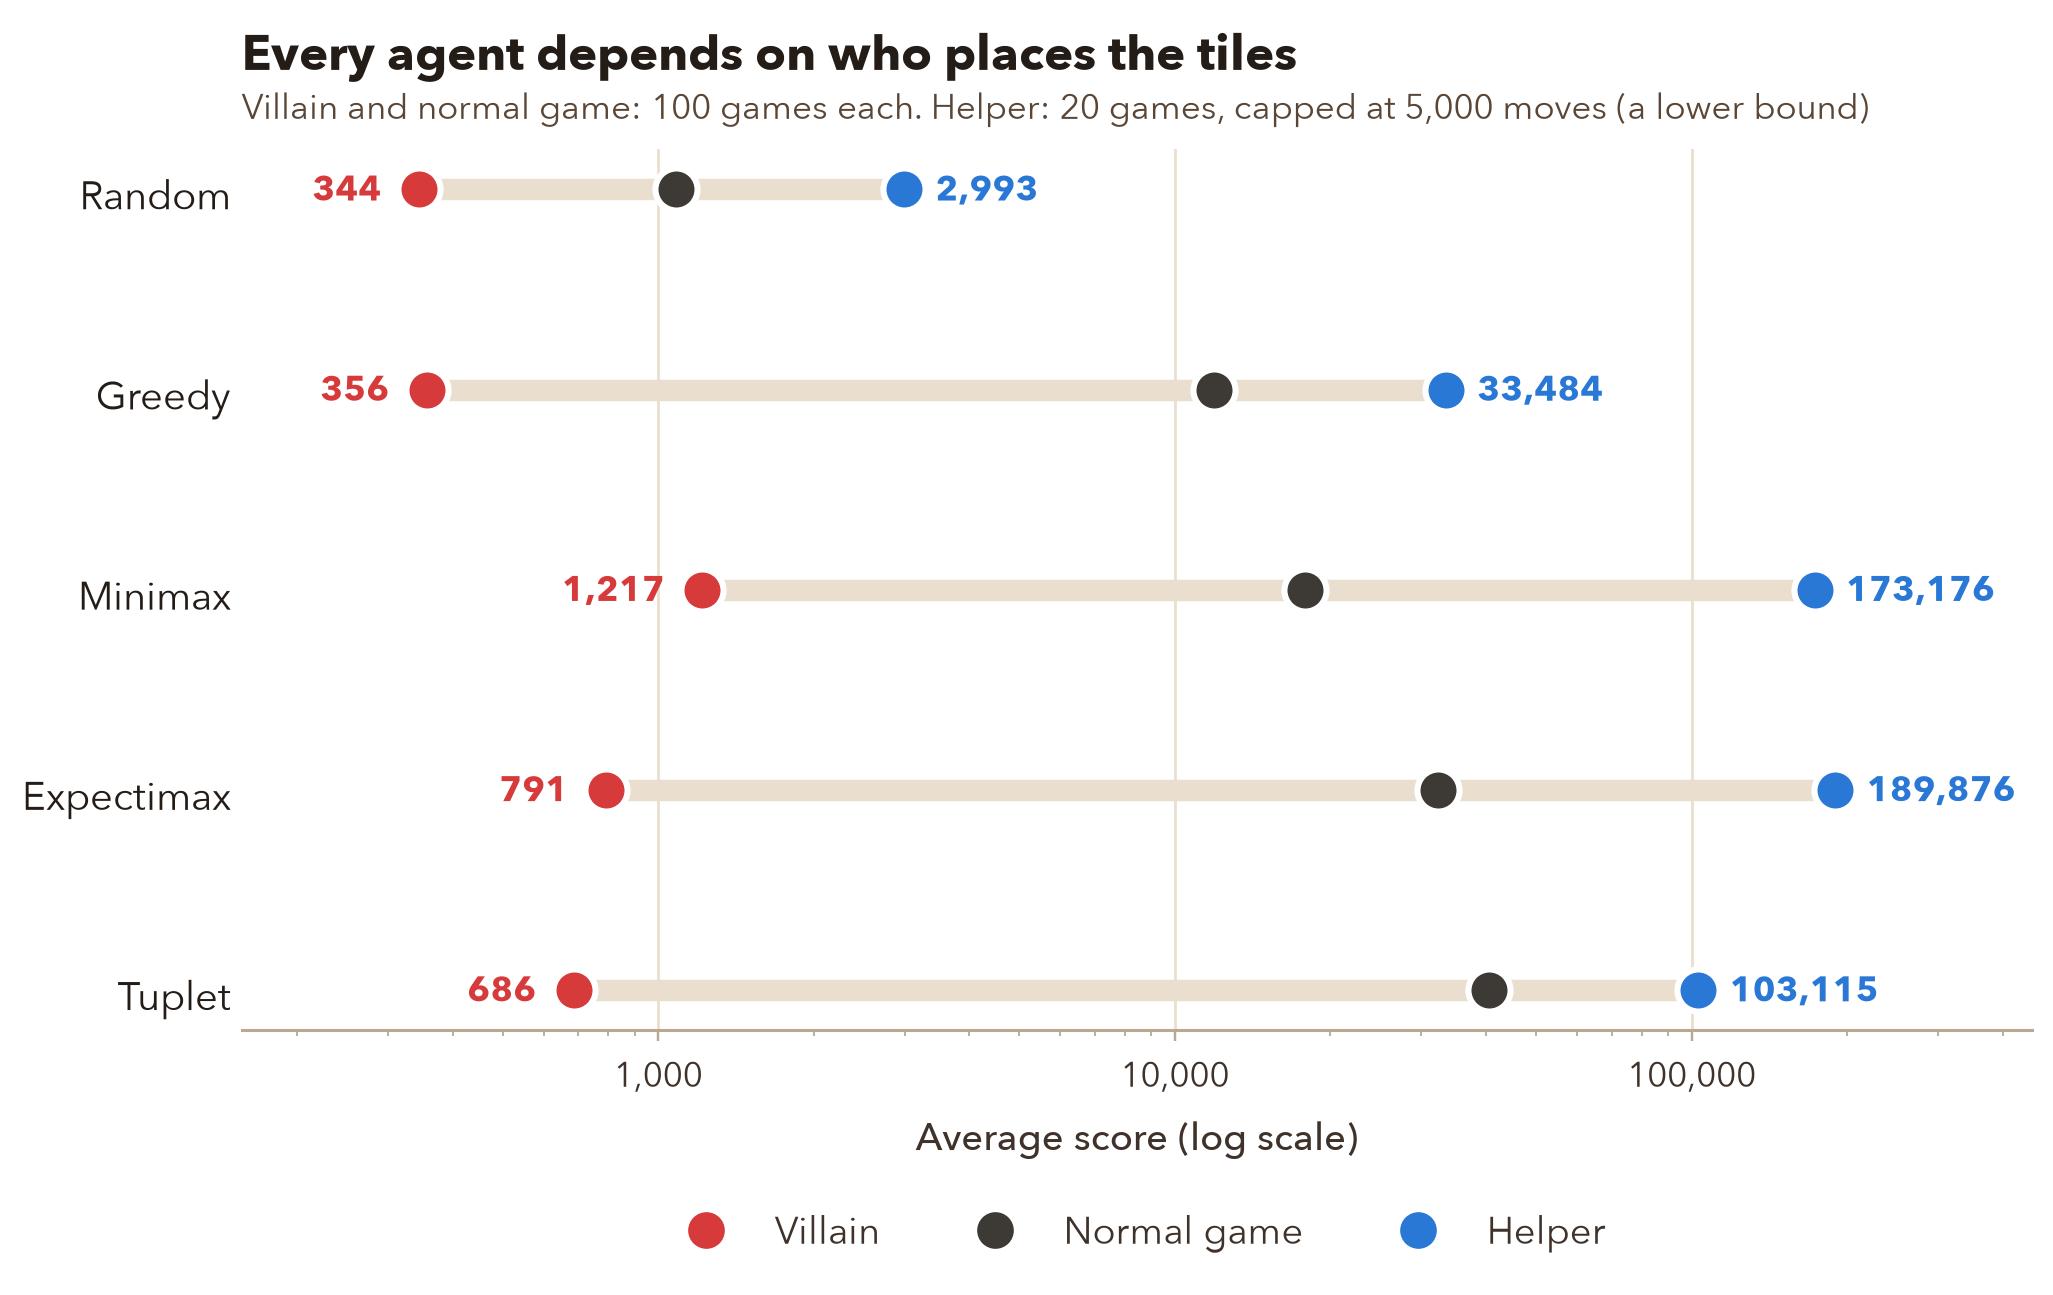 Every agent depends on who places the tiles
Villain and normal game: 100 games each. Helper: 20 games, capped at 5,000 moves (a lower bound)
Random 344 2,993
Greedy 356 33,484
Minimax 1,217 173,176
Expectimax 791 189,876
Tuplet 686 103,115
1,000 10,000 100,000
Average score (log scale)
Villain Normal game Helper